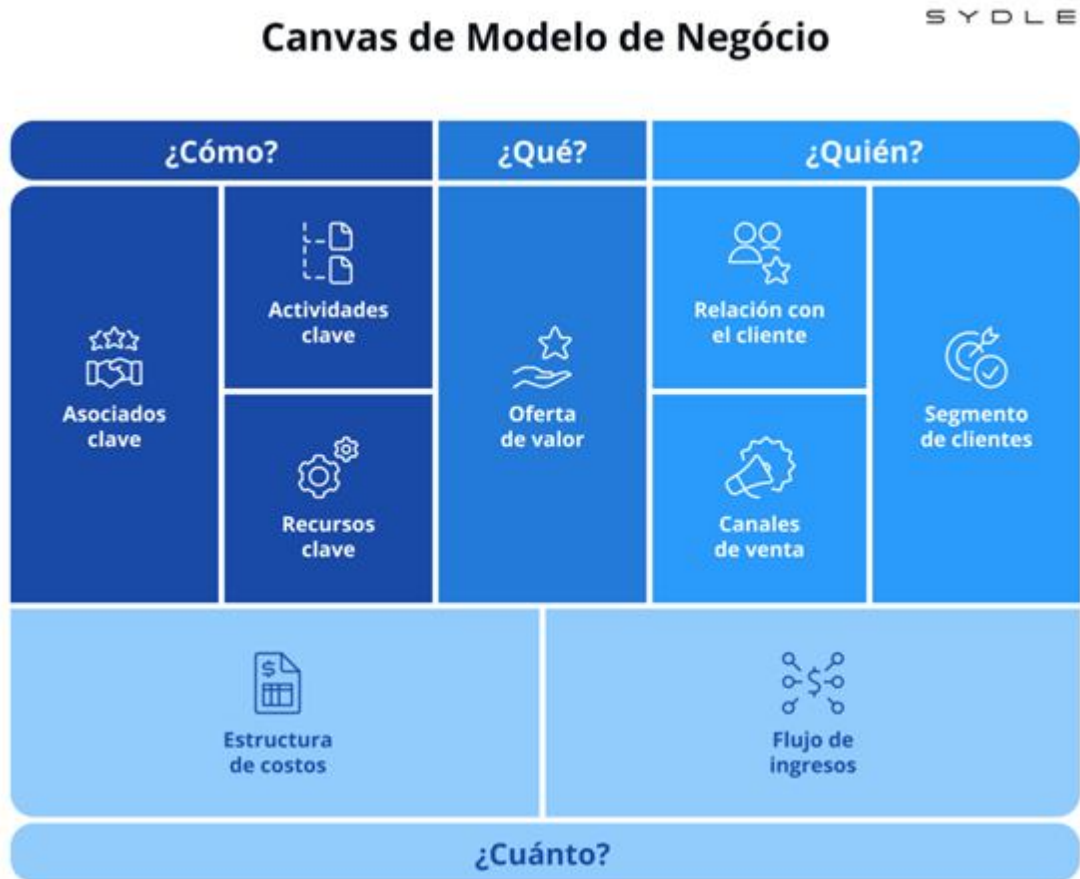 SYDLE
Canvas de Modelo de Negócio
¿Cómo?
¿Qué?
¿Quién?
Asociados
clave
Actividades
clave
Recursos
clave
Oferta
de valor
Relación con
el cliente
Canales
de venta
Segmento
de clientes
$
Estructura
de costos
$
Flujo de
ingresos
¿Cuánto?